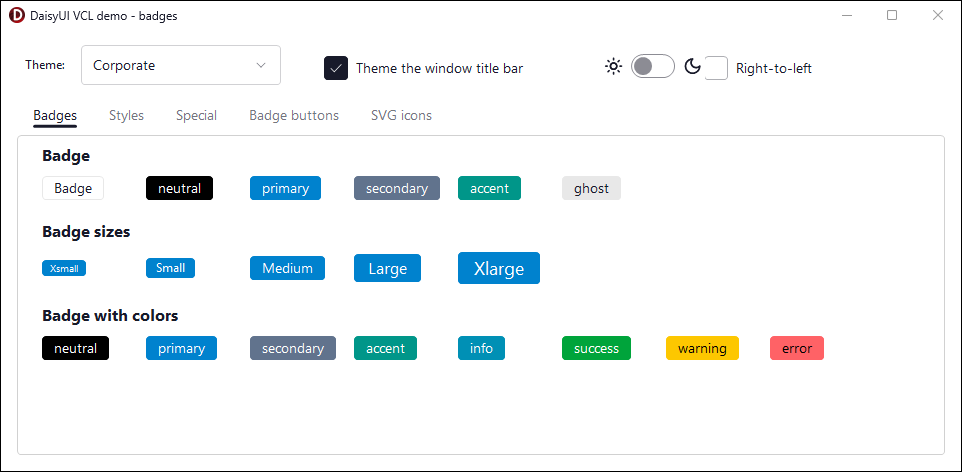 DaisyUI VCL demo - badges
Theme: Corporate Theme the window title bar Right-to-left
Badges Styles Special Badge buttons SVG icons
Badge
Badge neutral primary secondary accent ghost
Badge sizes
Xsmall Small Medium Large Xlarge
Badge with colors
neutral primary secondary accent info success warning error